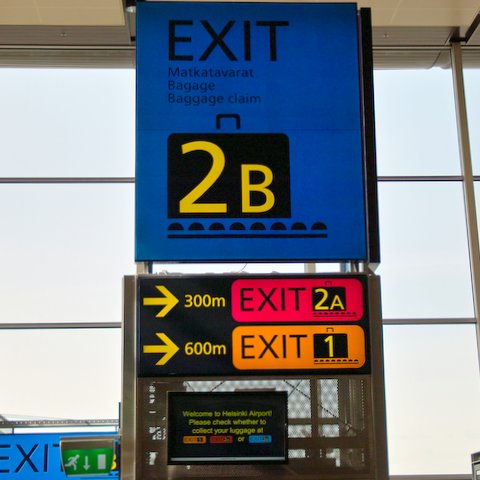 EXIT
Matkatavarat
Bagage
Baggage claim
2B
300m EXIT 2A
600m EXIT 1
Welcome to Helsinki Airport!
Please check whether to
collect your luggage at
or
EXIT